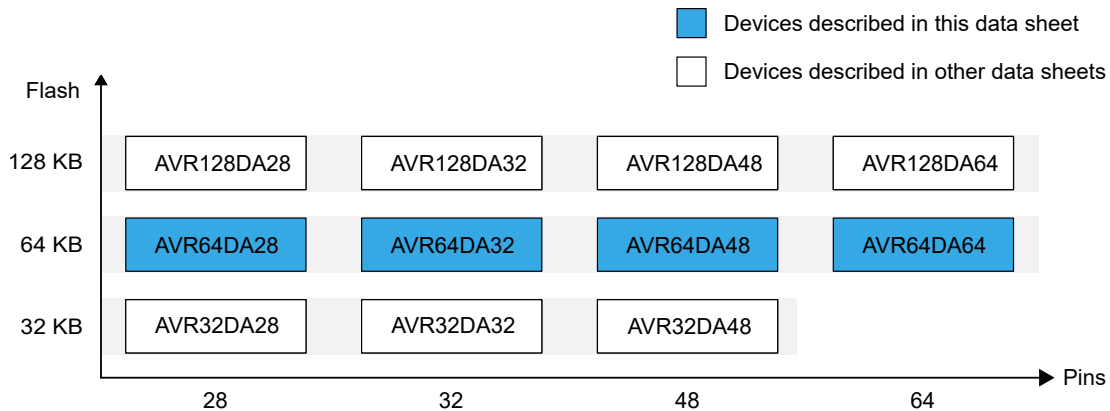 Devices described in this data sheet
Devices described in other data sheets
Flash
128 KB AVR128DA28 AVR128DA32 AVR128DA48 AVR128DA64
64 KB AVR64DA28 AVR64DA32 AVR64DA48 AVR64DA64
32 KB AVR32DA28 AVR32DA32 AVR32DA48
Pins
28 32 48 64